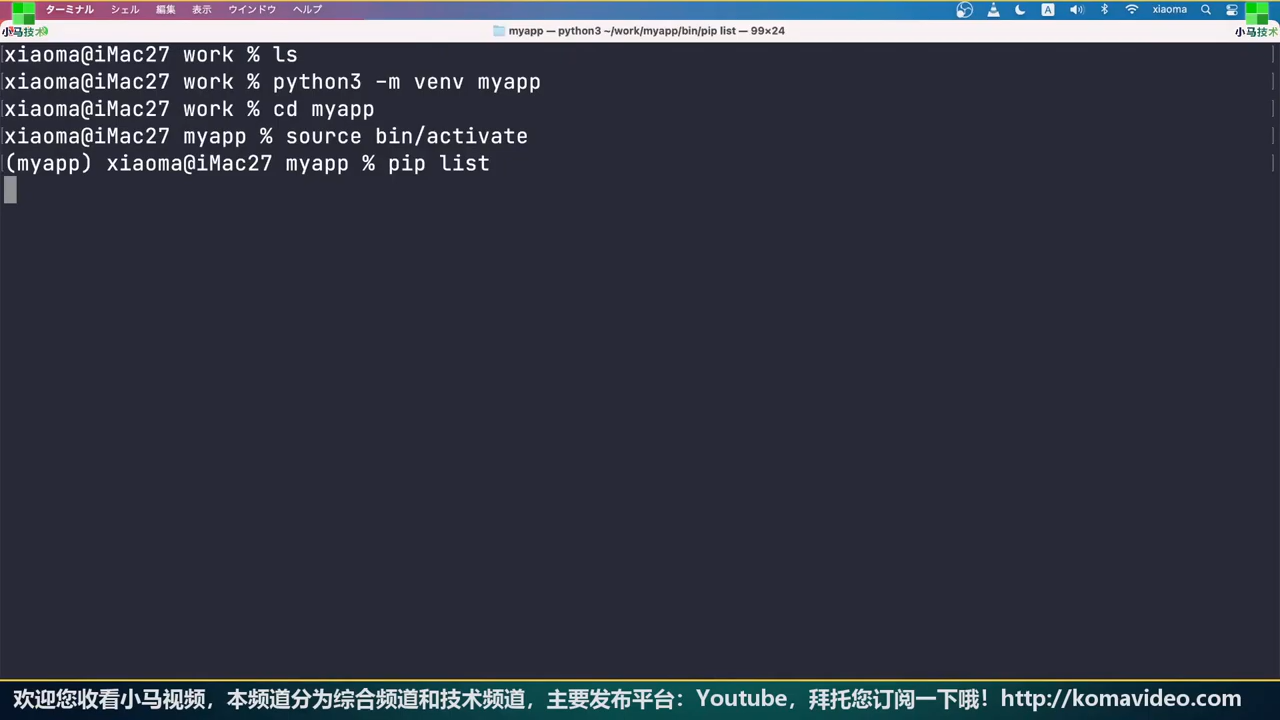 ターミナル シェル 編集 表示 ウインドウ ヘルプ A xiaoma
小马技术 myapp — python3 ~/work/myapp/bin/pip list — 99×24 小马技术
xiaoma@iMac27 work % ls
xiaoma@iMac27 work % python3 -m venv myapp
xiaoma@iMac27 work % cd myapp
xiaoma@iMac27 myapp % source bin/activate
(myapp) xiaoma@iMac27 myapp % pip list
欢迎您收看小马视频，本频道分为综合频道和技术频道，主要发布平台：Youtube，拜托您订阅一下哦！http://komavideo.com